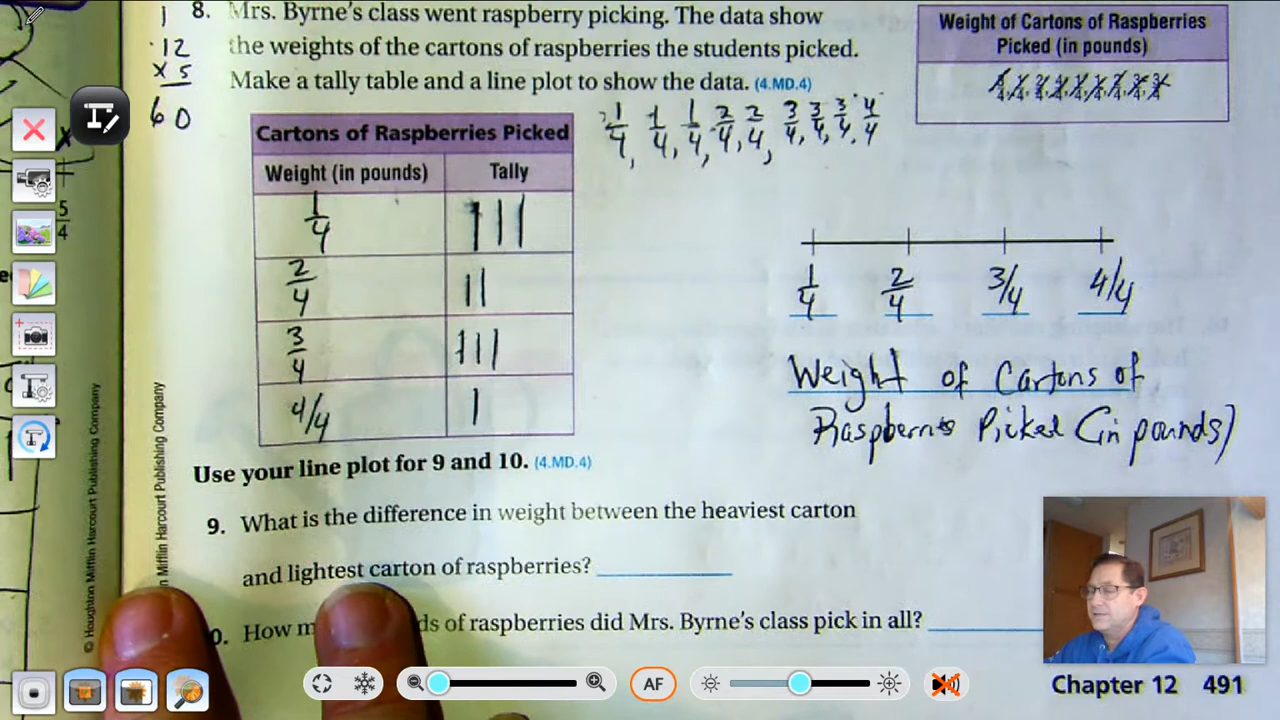 8. Mrs. Byrne's class went raspberry picking. The data show
the weights of the cartons of raspberries the students picked.
Make a tally table and a line plot to show the data. (4.MD.4)
1
12
x 5
60
Weight of Cartons of Raspberries
Picked (in pounds)
1/4, 1/4, 1/4, 2/4, 2/4, 3/4, 3/4, 3/4, 4/4
Cartons of Raspberries Picked
Weight (in pounds) Tally
1/4 |||
2/4 ||
3/4 |||
4/4 |
5/4
1/4 2/4 3/4 4/4
Weight of Cartons of
Raspberries Picked (in pounds)
Use your line plot for 9 and 10. (4.MD.4)
9. What is the difference in weight between the heaviest carton
and lightest carton of raspberries?
0. How m ds of raspberries did Mrs. Byrne's class pick in all?
© Houghton Mifflin Harcourt Publishing Company
n Mifflin Harcourt Publishing Company
AF
Chapter 12 491